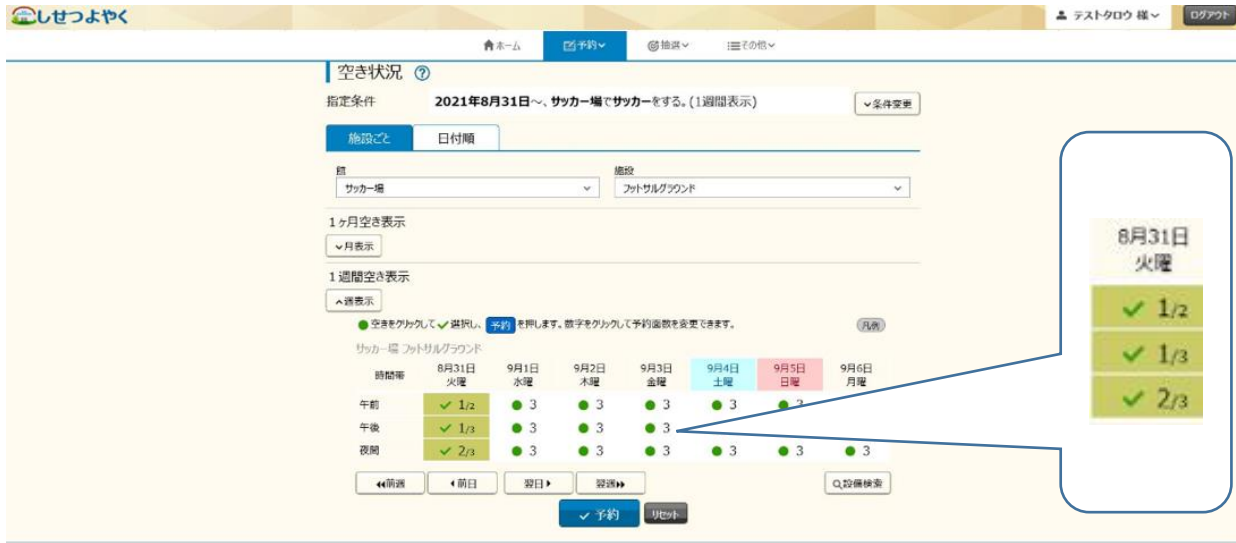 しせつよやく
テストタロウ 様
ログアウト
ホーム 予約 抽選 その他
空き状況 ?
指定条件 2021年8月31日～、サッカー場でサッカーをする。(1週間表示) 条件変更
施設ごと 日付順
館 施設
サッカー場 フットサルグラウンド
1ヶ月空き表示
月表示
1週間空き表示
週表示
空きをクリックして✓選択し、予約を押します。数字をクリックして予約面数を変更できます。 凡例
サッカー場 フットサルグラウンド
時間帯 8月31日 9月1日 9月2日 9月3日 9月4日 9月5日 9月6日
火曜 水曜 木曜 金曜 土曜 日曜 月曜
午前 ✓ 1/2 ● 3 ● 3 ● 3 ● 3 ● 3
午後 ✓ 1/3 ● 3 ● 3 ● 3
夜間 ✓ 2/3 ● 3 ● 3 ● 3 ● 3 ● 3 ● 3
前週 前日 翌日 翌週 設備検索
✓ 予約 リセット
8月31日
火曜
✓ 1/2
✓ 1/3
✓ 2/3